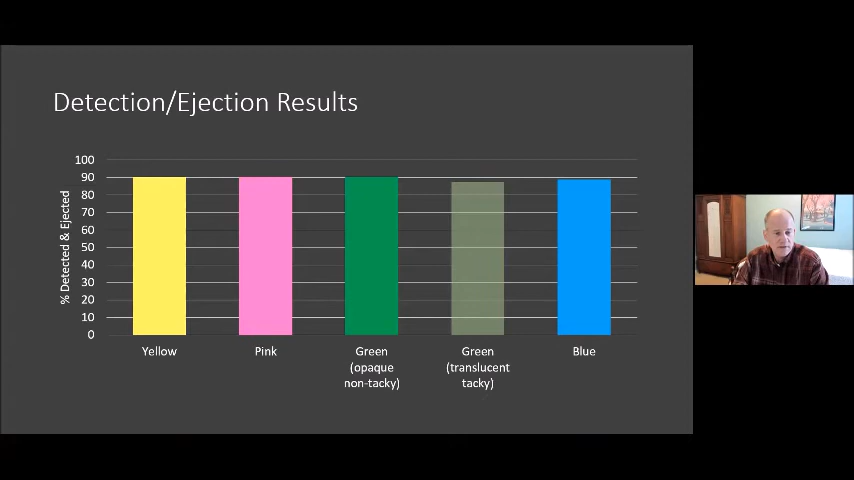 Detection/Ejection Results
% Detected & Ejected
100
90
80
70
60
50
40
30
20
10
0
Yellow
Pink
Green
(opaque
non-tacky)
Green
(translucent
tacky)
Blue